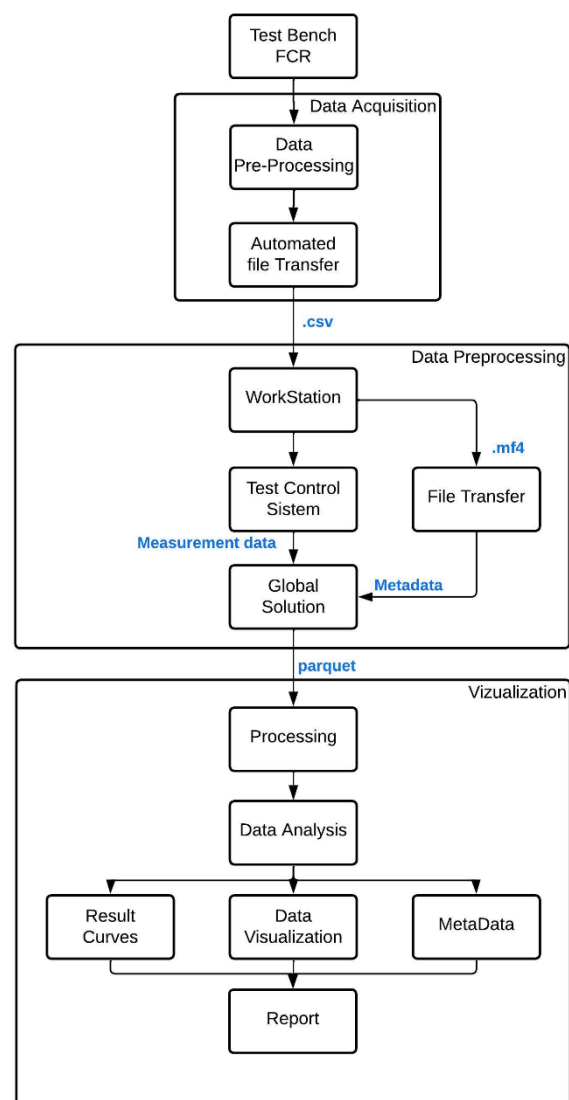 Test Bench
FCR
Data Acquisition
Data
Pre-Processing
Automated
file Transfer
.csv
Data Preprocessing
WorkStation
.mf4
Test Control
Sistem
File Transfer
Measurement data
Metadata
Global
Solution
parquet
Vizualization
Processing
Data Analysis
Result
Curves
Data
Visualization
MetaData
Report